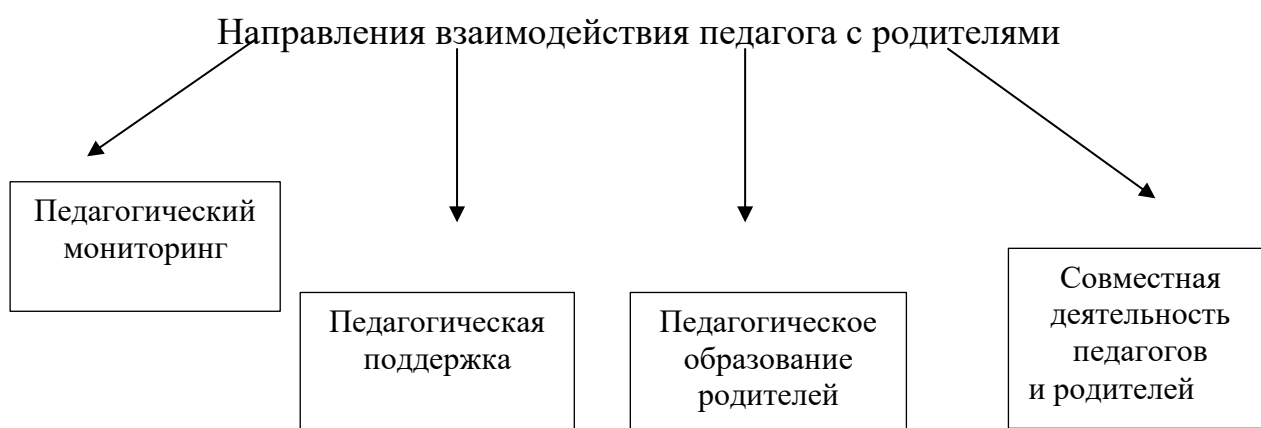 Направления взаимодействия педагога с родителями
Педагогический
мониторинг
Педагогическая
поддержка
Педагогическое
образование
родителей
Совместная
деятельность
педагогов
и родителей